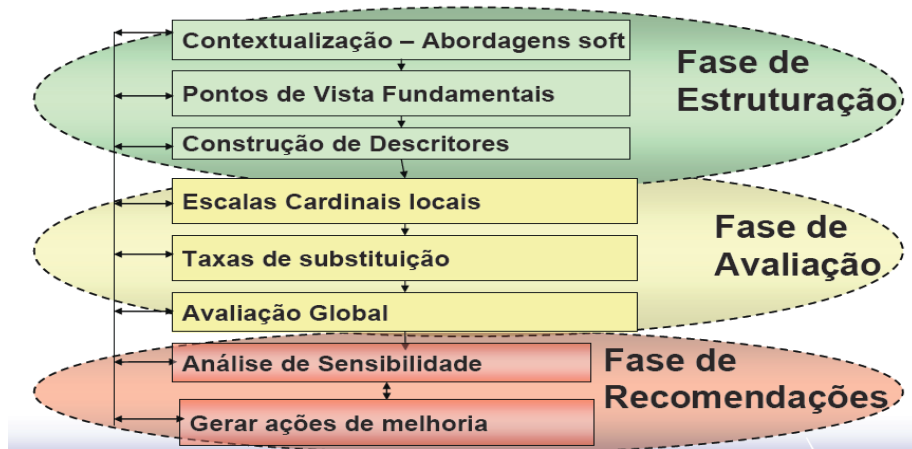 Contextualização – Abordagens soft
Pontos de Vista Fundamentais
Construção de Descritores
Fase de
Estruturação
Escalas Cardinais locais
Taxas de substituição
Avaliação Global
Fase de
Avaliação
Análise de Sensibilidade
Gerar ações de melhoria
Fase de
Recomendações